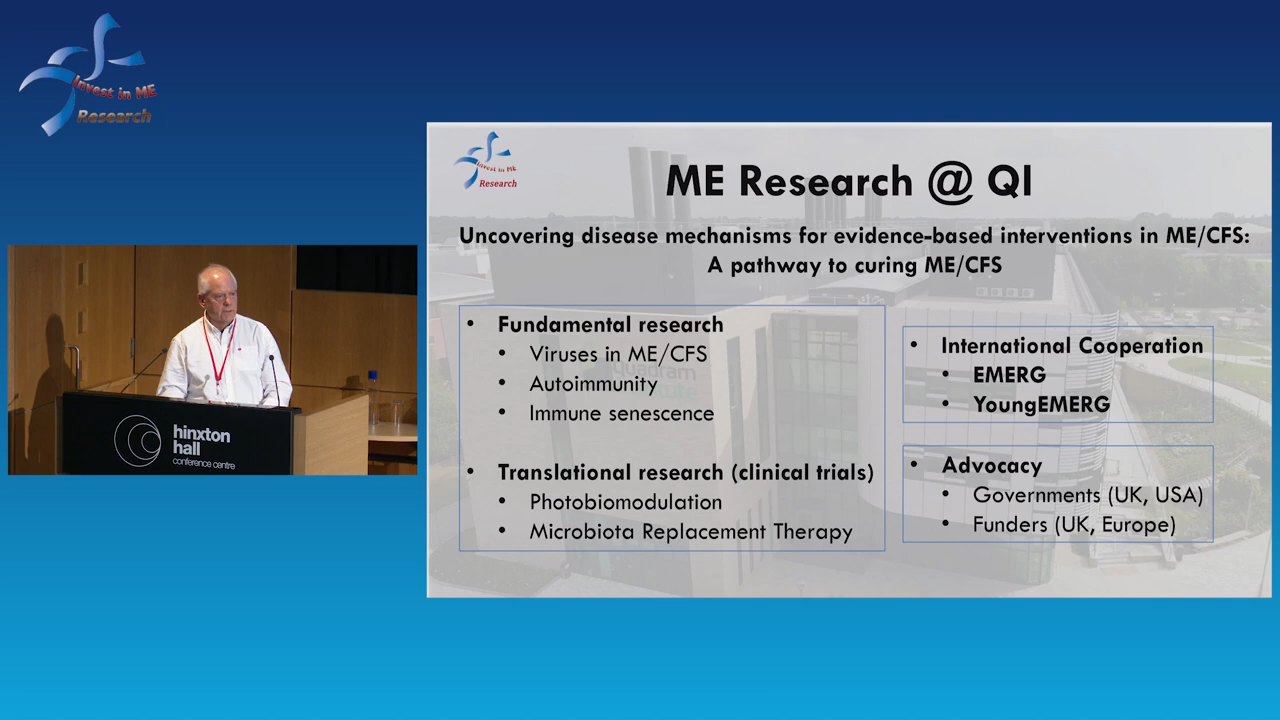 Invest in ME
Research
Invest in ME
Research
ME Research @ QI
Uncovering disease mechanisms for evidence-based interventions in ME/CFS:
A pathway to curing ME/CFS
• Fundamental research
• Viruses in ME/CFS
• Autoimmunity
• Immune senescence
• Translational research (clinical trials)
• Photobiomodulation
• Microbiota Replacement Therapy
• International Cooperation
• EMERG
• YoungEMERG
• Advocacy
• Governments (UK, USA)
• Funders (UK, Europe)
quadram
institute
hinxton
hall
conference centre